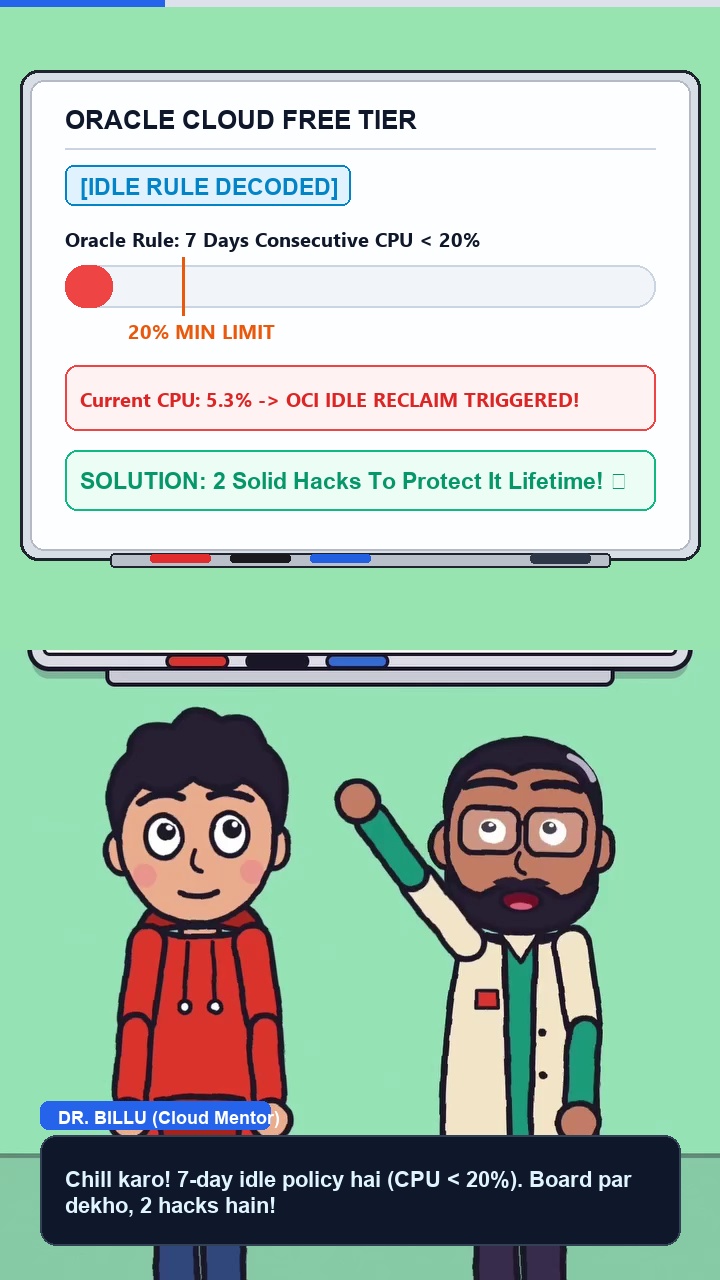 ORACLE CLOUD FREE TIER
[IDLE RULE DECODED]
Oracle Rule: 7 Days Consecutive CPU < 20%
20% MIN LIMIT
Current CPU: 5.3% -> OCI IDLE RECLAIM TRIGGERED!
SOLUTION: 2 Solid Hacks To Protect It Lifetime! □
DR. BILLU (Cloud Mentor)
Chill karo! 7-day idle policy hai (CPU < 20%). Board par
dekho, 2 hacks hain!